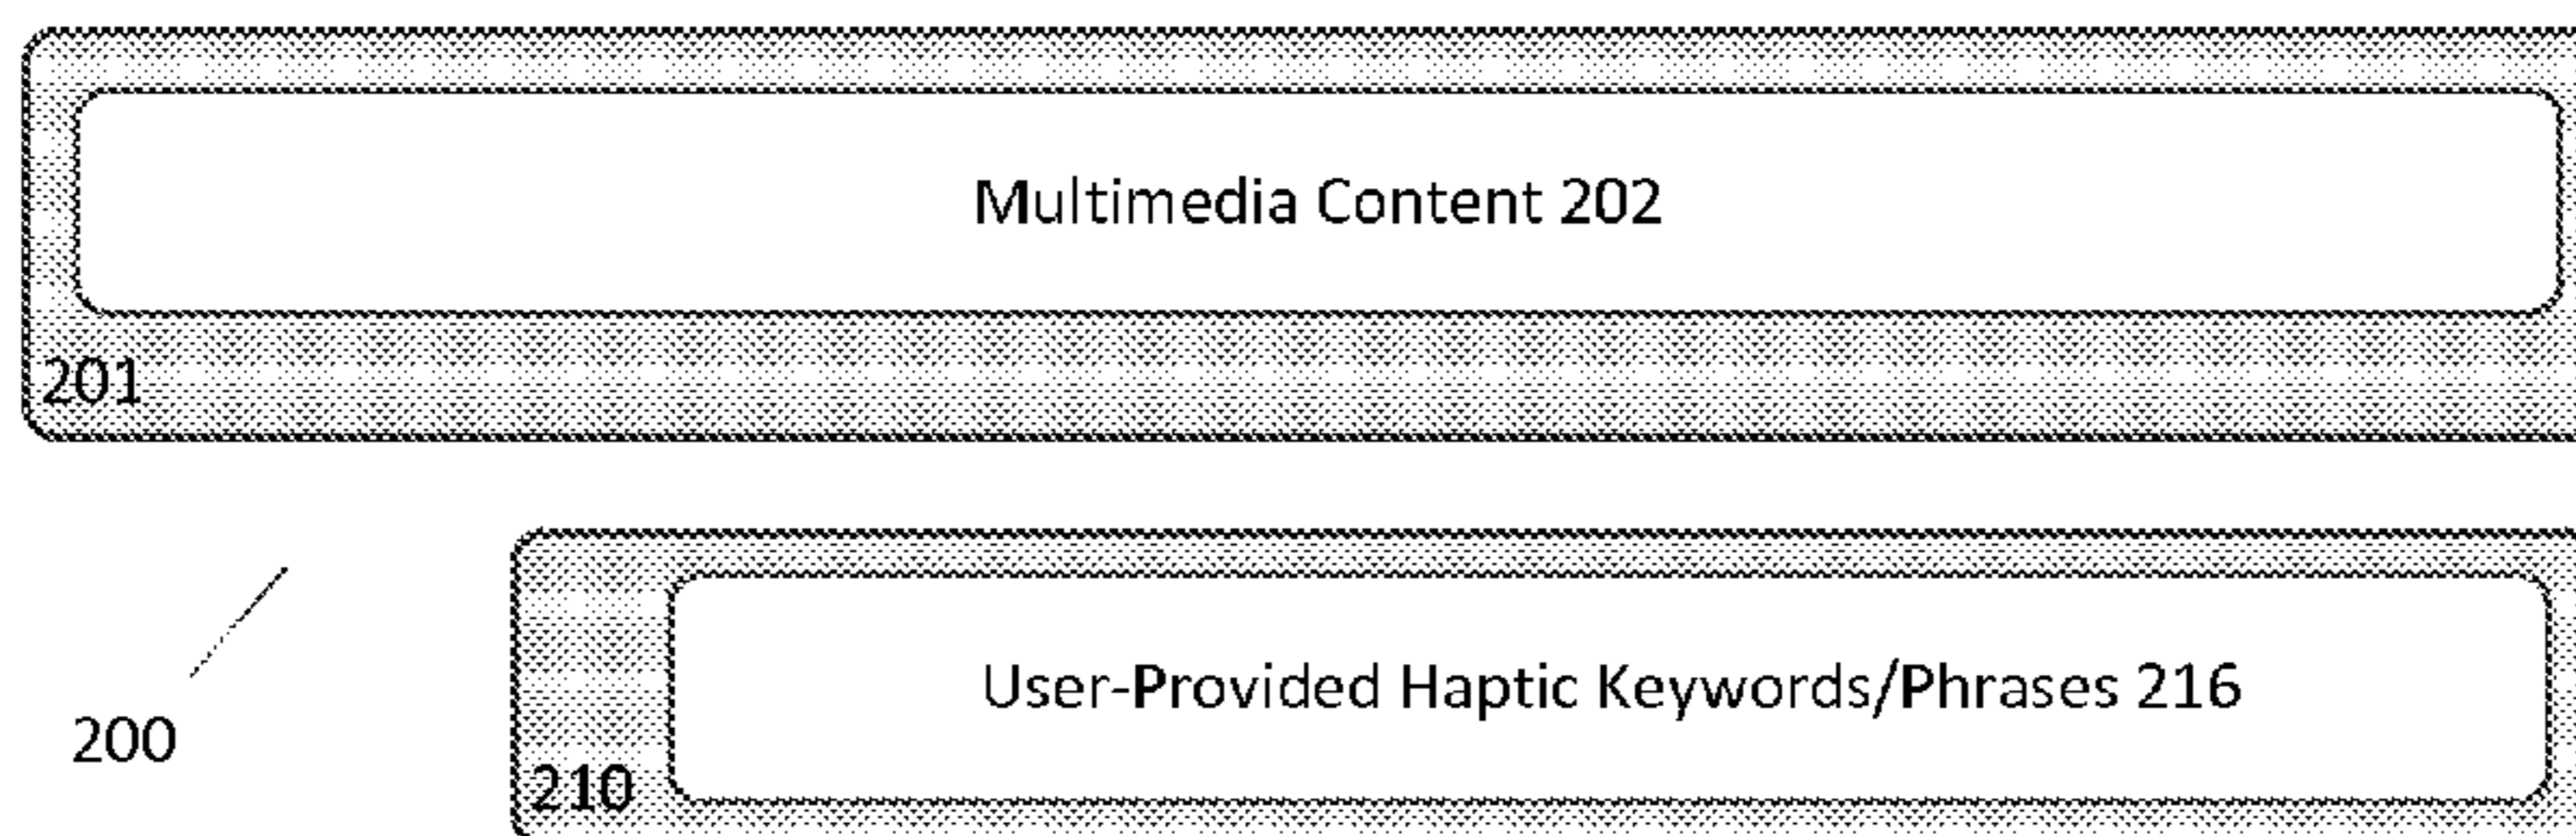 Multimedia Content 202
201
User-Provided Haptic Keywords/Phrases 216
200
210